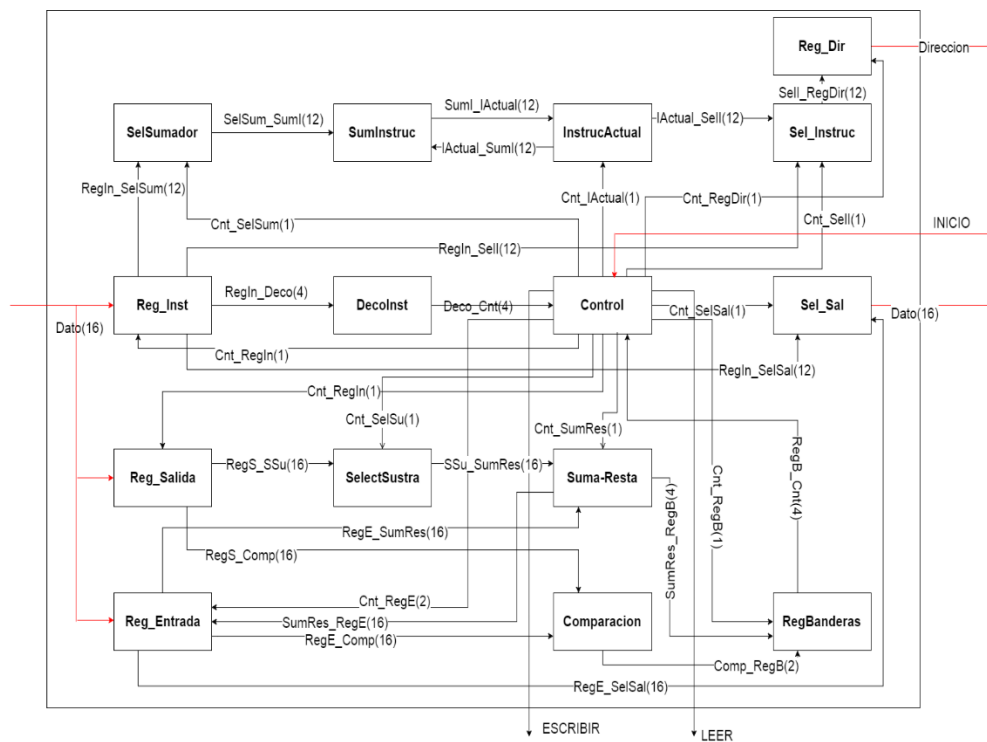 Reg_Dir
Direccion
Sell_RegDir(12)
SelSumador
SelSum_SumI(12)
SumInstruc
SumI_IActual(12)
IActual_SumI(12)
InstrucActual
IActual_SelI(12)
Sel_Instruc
RegIn_SelSum(12)
Cnt_SelSum(1)
Cnt_IActual(1)
Cnt_RegDir(1)
Cnt_SelI(1)
INICIO
RegIn_SelI(12)
Reg_Inst
RegIn_Deco(4)
DecoInst
Deco_Cnt(4)
Control
Cnt_SelSal(1)
Sel_Sal
Dato(16)
Dato(16)
Cnt_RegIn(1)
RegIn_SelSal(12)
Cnt_RegIn(1)
Cnt_SelSu(1)
Cnt_SumRes(1)
Reg_Salida
RegS_SSu(16)
SelectSustra
SSu_SumRes(16)
Suma-Resta
SumRes_RegB(4)
Cnt_RegB(1)
RegB_Cnt(4)
RegE_SumRes(16)
RegS_Comp(16)
Cnt_RegE(2)
Reg_Entrada
SumRes_RegE(16)
RegE_Comp(16)
Comparacion
RegBanderas
Comp_RegB(2)
RegE_SelSal(16)
ESCRIBIR
LEER